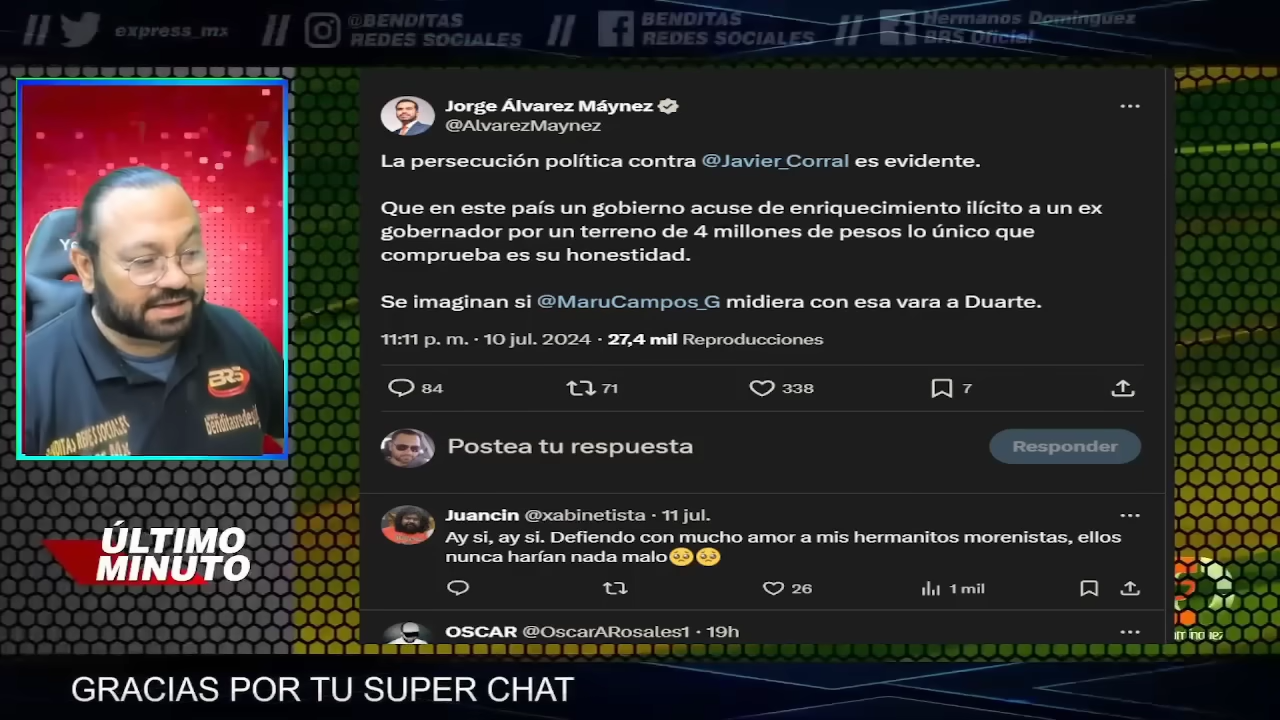 express_mx
@BENDITAS
REDES SOCIALES
BENDITAS
REDES SOCIALES
Hermanos Dominguez
BRS Oficial
Jorge Álvarez Máynez
@AlvarezMaynez
La persecución política contra @Javier_Corral es evidente.
Que en este país un gobierno acuse de enriquecimiento ilícito a un ex
gobernador por un terreno de 4 millones de pesos lo único que
comprueba es su honestidad.
Se imaginan si @MaruCampos_G midiera con esa vara a Duarte.
11:11 p. m. · 10 jul. 2024 · 27,4 mil Reproducciones
84 71 338 7
Postea tu respuesta
Responder
Juancin @xabinetista · 11 jul.
Ay si, ay si. Defiendo con mucho amor a mis hermanitos morenistas, ellos
nunca harían nada malo🥺🥺
26 1 mil
OSCAR @OscarARosales1 · 19h
BRS
REDES SOCIALES
ÚLTIMO
MINUTO
GRACIAS POR TU SUPER CHAT